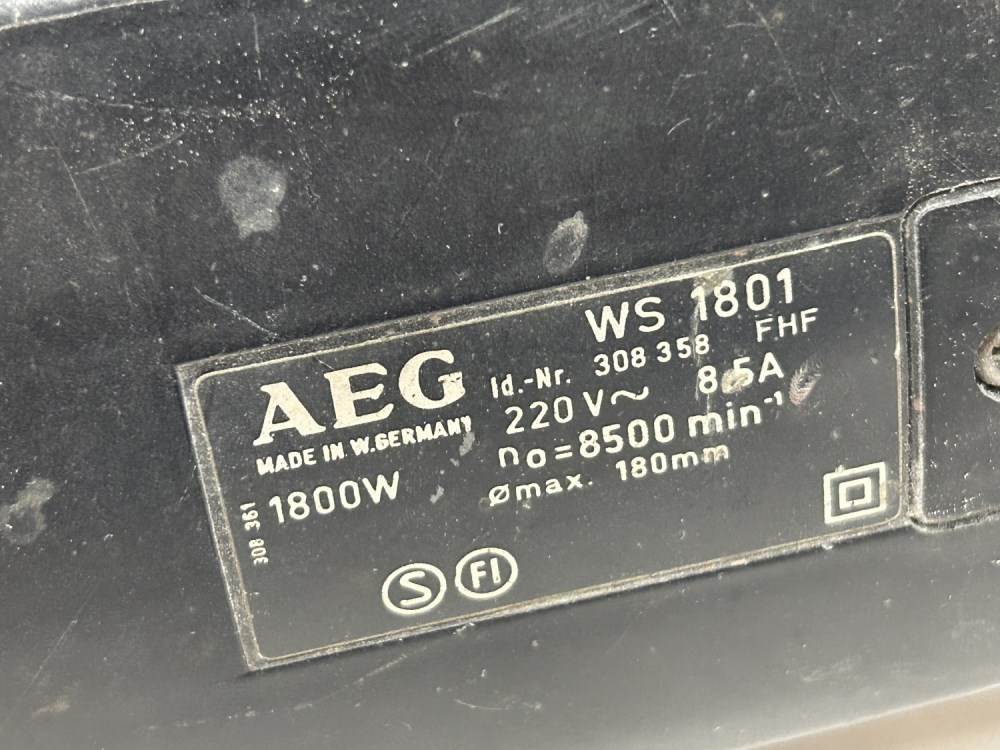 WS 1801
AEG
Id.-Nr. 308 358 FHF
MADE IN W.GERMANY
220 V~ 8.5A
1800W
no=8500 min-1
Ømax. 180mm
308 361
S FI